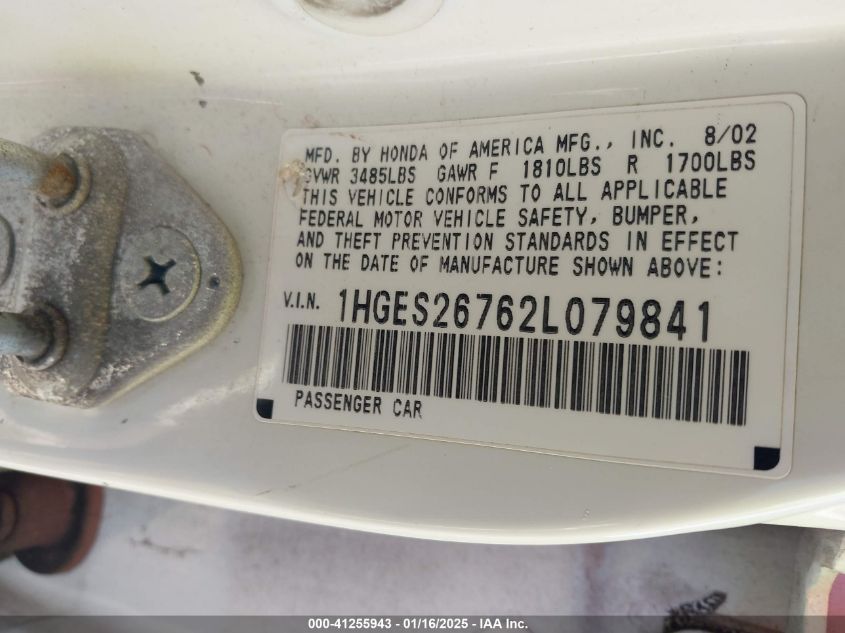 MFD. BY HONDA OF AMERICA MFG., INC. 8/02
GVWR 3485LBS GAWR F 1810LBS R 1700LBS
THIS VEHICLE CONFORMS TO ALL APPLICABLE
FEDERAL MOTOR VEHICLE SAFETY, BUMPER,
AND THEFT PREVENTION STANDARDS IN EFFECT
ON THE DATE OF MANUFACTURE SHOWN ABOVE:
V.I.N. 1HGES26762L079841
PASSENGER CAR
000-41255943 - 01/16/2025 - IAA Inc.